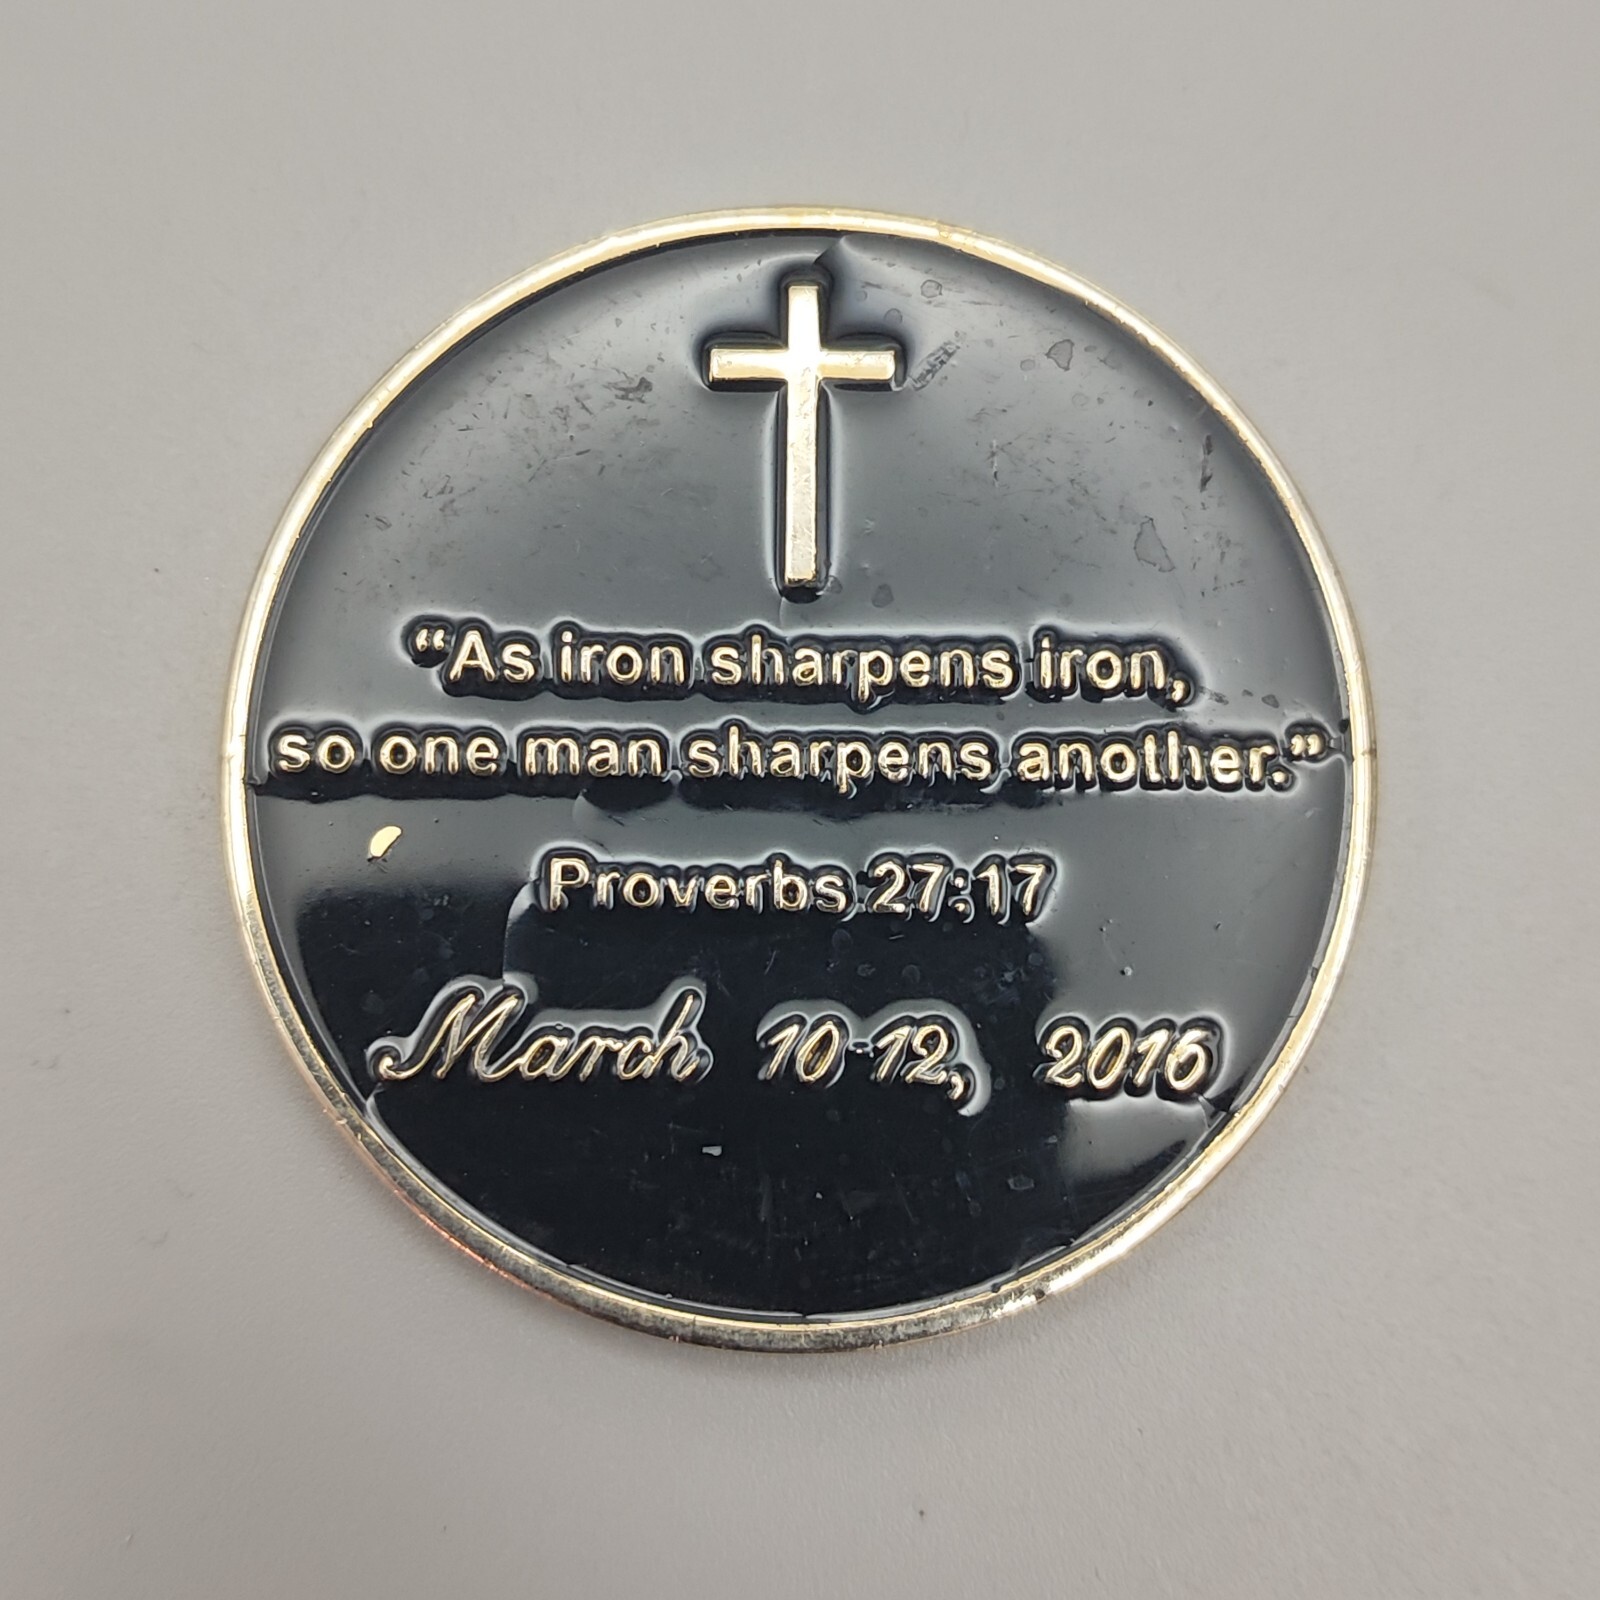 “As iron sharpens iron,
so one man sharpens another.”
Proverbs 27:17
March 10-12, 2016